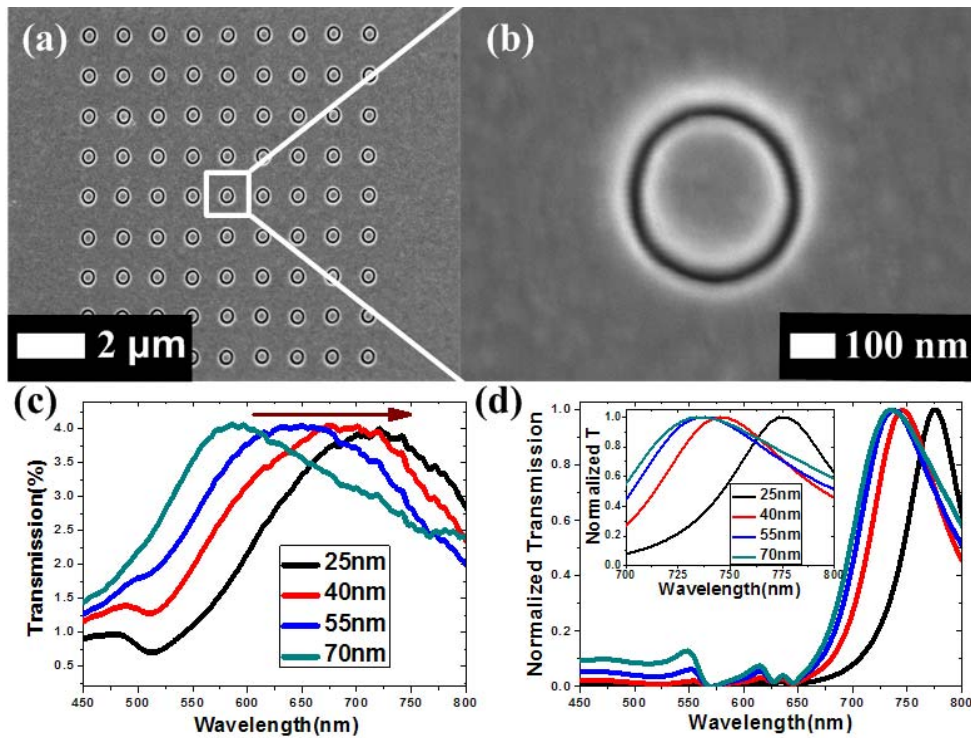 (a)
2 µm
(b)
100 nm
(c)
Transmission(%)
4.0
3.5
3.0
2.5
2.0
1.5
1.0
0.5
25nm
40nm
55nm
70nm
450 500 550 600 650 700 750 800
Wavelength(nm)
(d)
Normalized Transmission
1.0
0.8
0.6
0.4
0.2
0.0
Normalized T
1.0
0.8
0.6
0.4
0.2
0.0
25nm
40nm
55nm
70nm
700 725 750 775 800
Wavelength(nm)
450 500 550 600 650 700 750 800
Wavelength(nm)